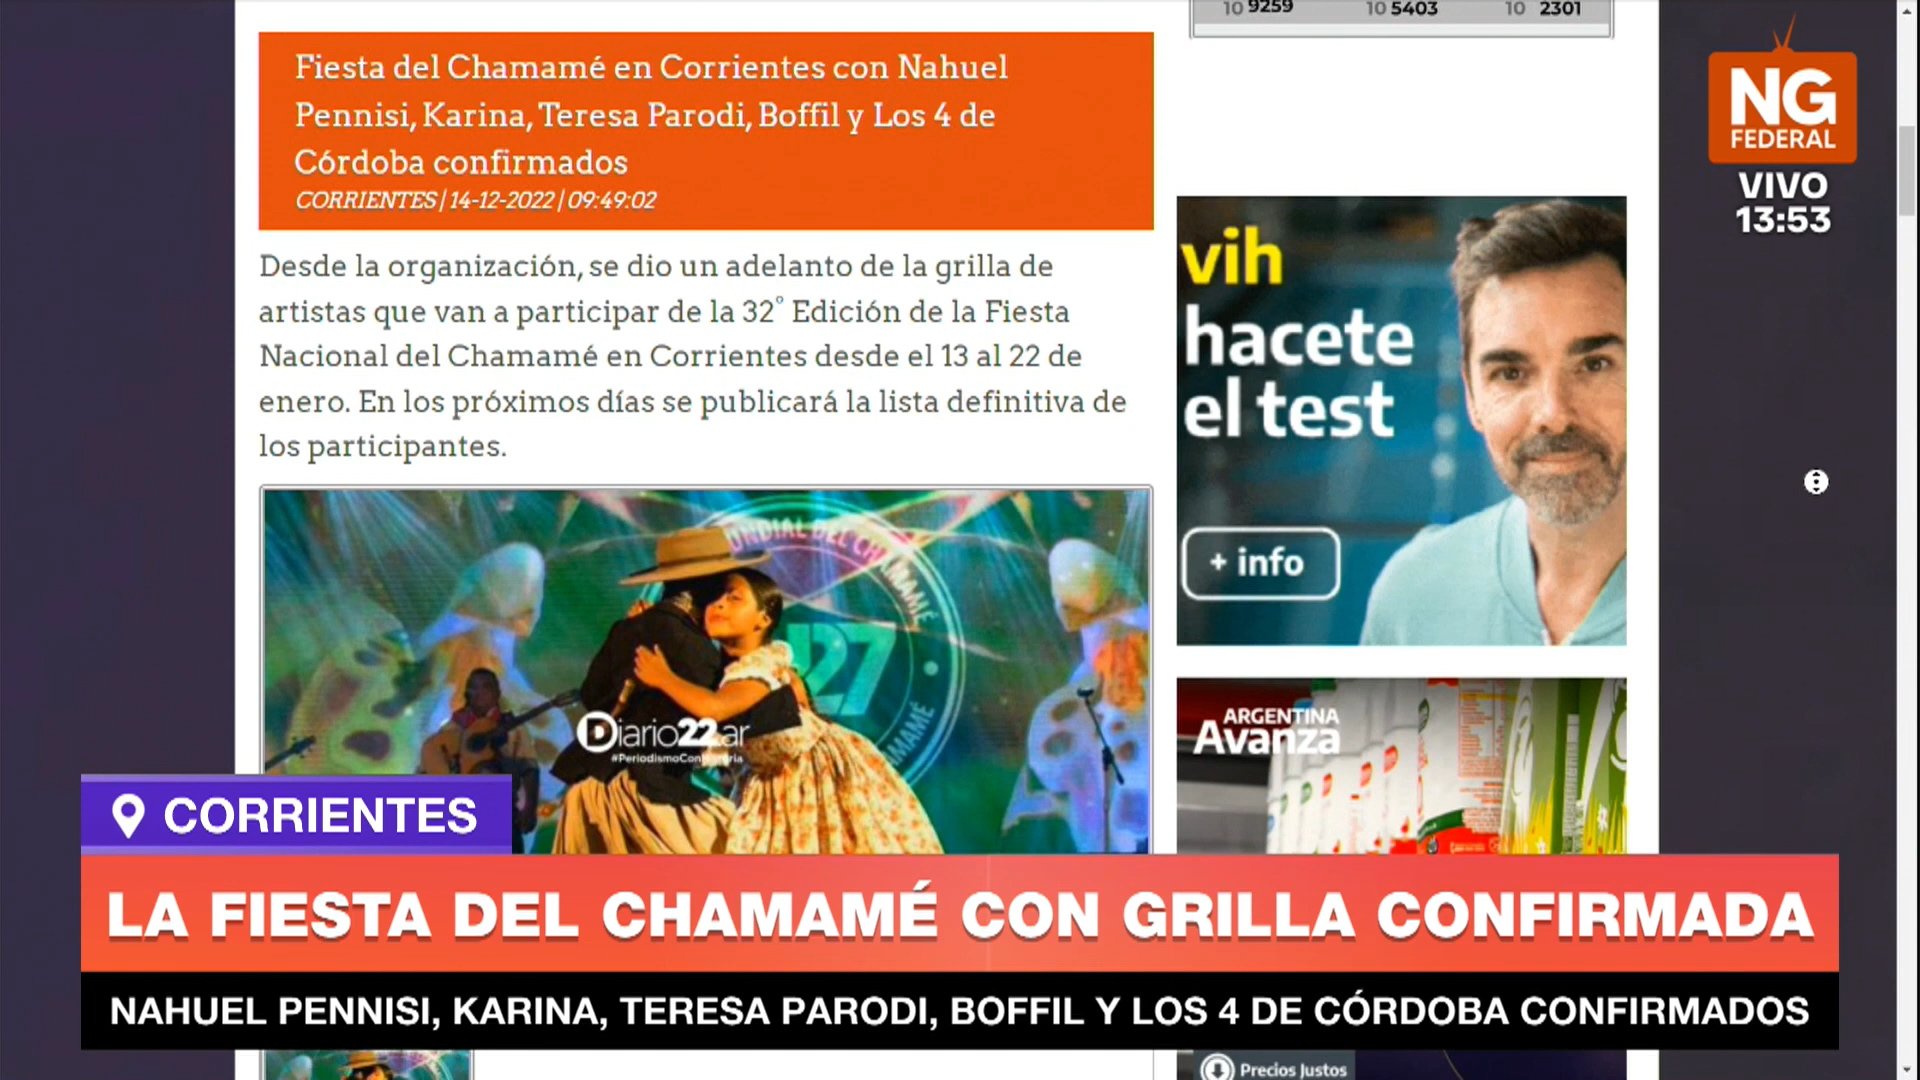 10 9259 10 5403 10 2301
Fiesta del Chamamé en Corrientes con Nahuel
Pennisi, Karina, Teresa Parodi, Boffil y Los 4 de
Córdoba confirmados
CORRIENTES | 14-12-2022 | 09:49:02
Desde la organización, se dio un adelanto de la grilla de
artistas que van a participar de la 32° Edición de la Fiesta
Nacional del Chamamé en Corrientes desde el 13 al 22 de
enero. En los próximos días se publicará la lista definitiva de
los participantes.
NG
FEDERAL
VIVO
13:53
vih
hacete
el test
+ info
NDIAL DEL CHAMAMÉ
27
AMAMÉ
Diario22.ar
ARGENTINA
Avanza
CORRIENTES
LA FIESTA DEL CHAMAMÉ CON GRILLA CONFIRMADA
NAHUEL PENNISI, KARINA, TERESA PARODI, BOFFIL Y LOS 4 DE CÓRDOBA CONFIRMADOS
Precios Justos